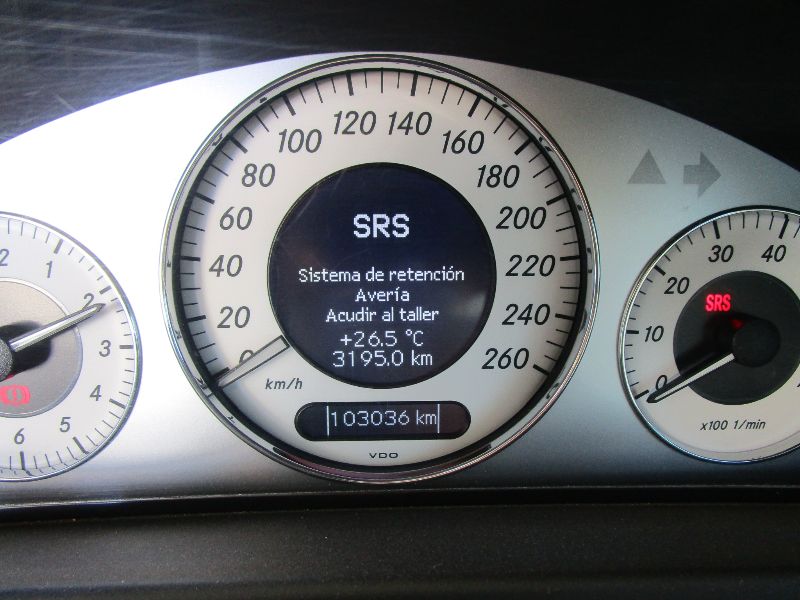 SRS
Sistema de retención
Avería
Acudir al taller
+26.5 °C
3195.0 km
0 20 40 60 80 100 120 140 160 180 200 220 240 260
km/h
103036 km
VDO
1 2 3 4 5 6
SRS
0 10 20 30 40
x100 1/min